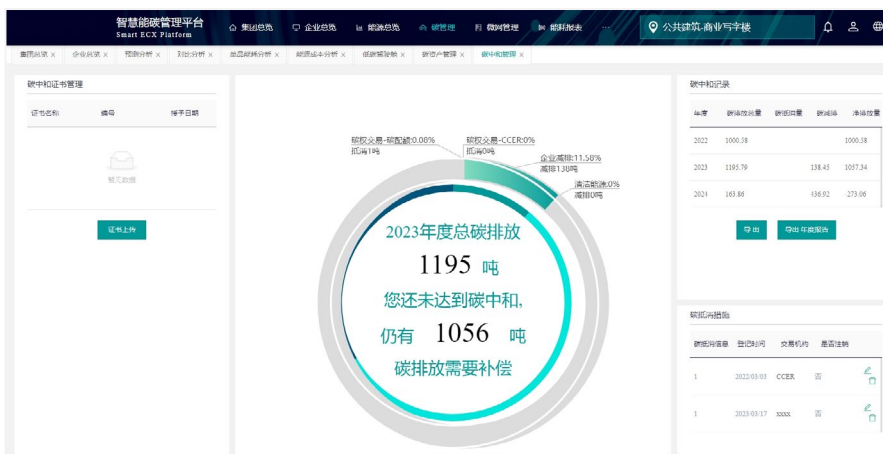 智慧能碳管理平台
Smart ECX Platform
集团总览
企业总览
能源总览
碳管理
微网管理
能耗报表
...
公共建筑-商业写字楼
集团总览 ×
企业总览 ×
预测分析 ×
对比分析 ×
单品能耗分析 ×
能源成本分析 ×
低碳驾驶舱 ×
碳资产管理 ×
碳中和管理 ×
碳中和证书管理
证书名称 编号 授予日期
暂无数据
证书上传
碳权交易-碳配额:0.08%
抵消1吨
碳权交易-CCER:0%
抵消0吨
企业减排:11.58%
减排138吨
清洁能源:0%
减排0吨
2023年度总碳排放
1195 吨
您还未达到碳中和,
仍有 1056 吨
碳排放需要补偿
碳中和记录
年度 碳排放总量 碳抵消量 碳减排 净排放量
2022 1000.58 1000.58
2023 1195.79 138.45 1057.34
2024 163.86 436.92 -273.06
导出
导出年度报告
碳抵消措施
碳抵消信息 登记时间 交易机构 是否注销
1 2022/03/03 CCER 否
1 2023/03/17 xxxx 否